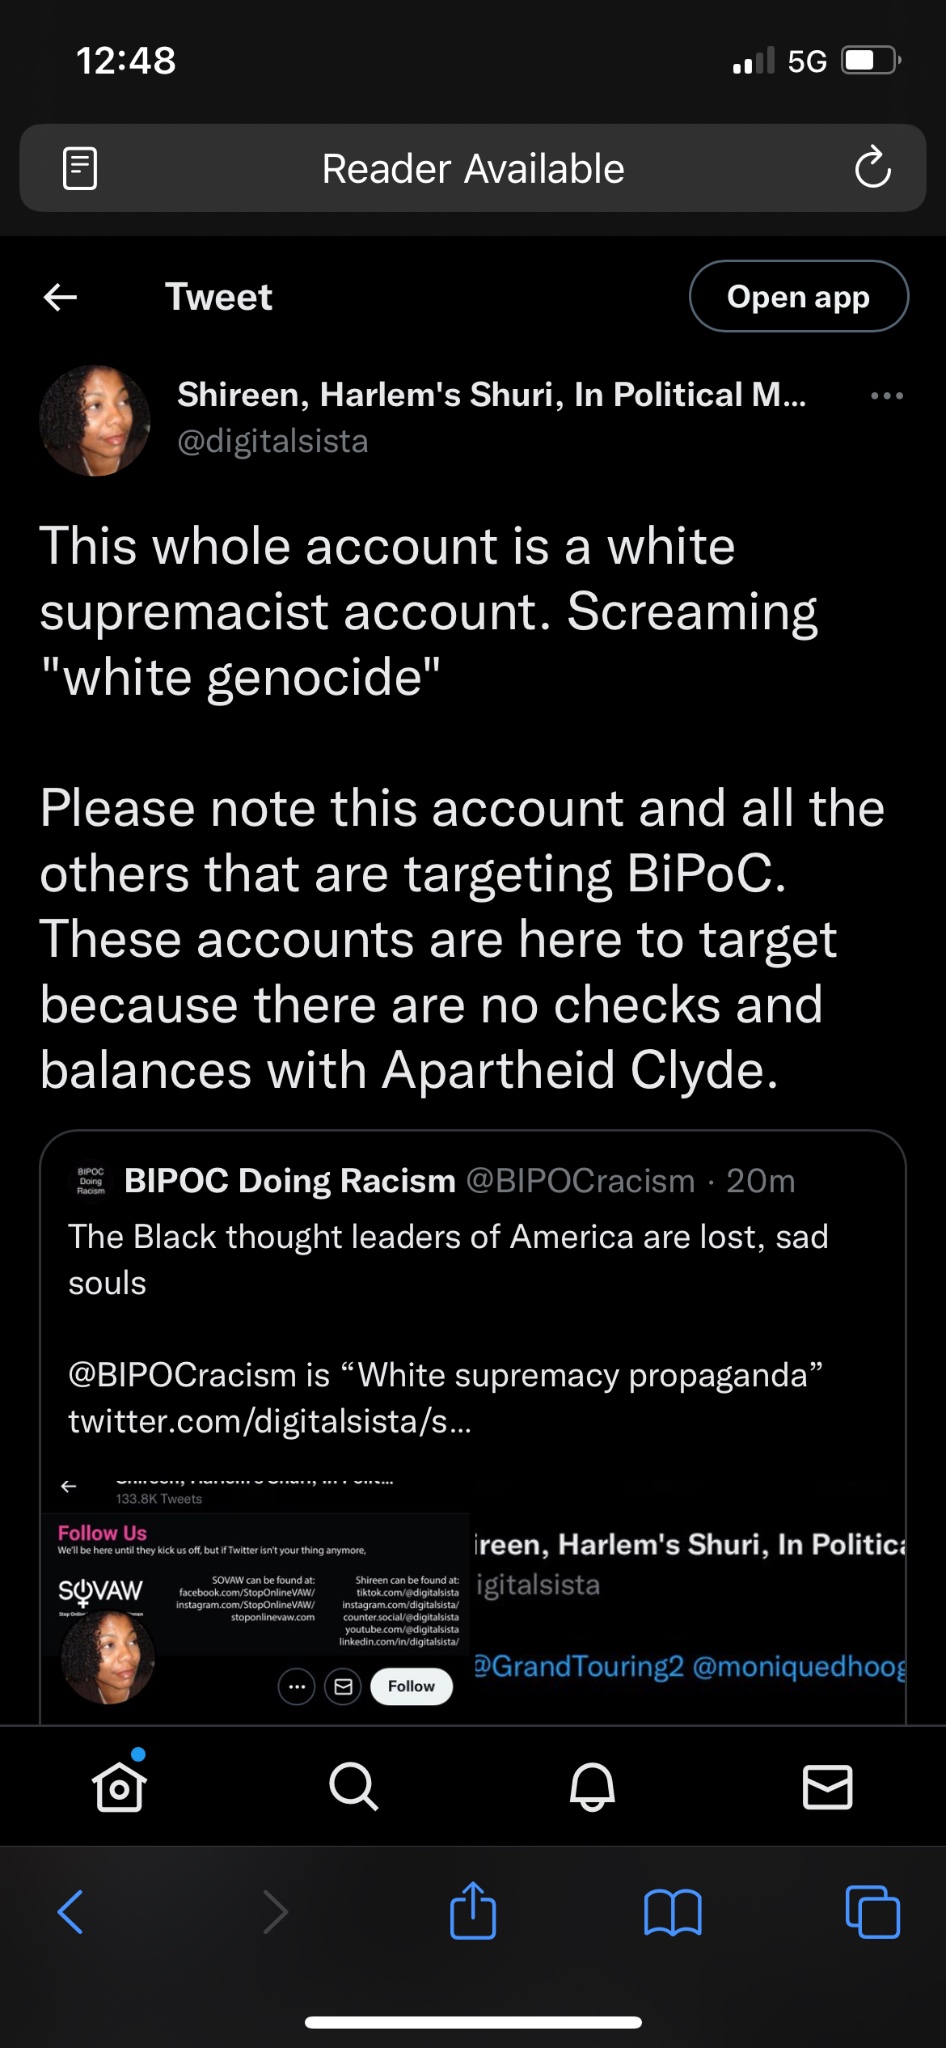 12:48
5G
Reader Available
Tweet
Open app
Shireen, Harlem's Shuri, In Political M...
@digitalsista
This whole account is a white
supremacist account. Screaming
"white genocide"
Please note this account and all the
others that are targeting BiPoC.
These accounts are here to target
because there are no checks and
balances with Apartheid Clyde.
BIPOC
Doing
Racism
BIPOC Doing Racism @BIPOCracism · 20m
The Black thought leaders of America are lost, sad
souls
@BIPOCracism is “White supremacy propaganda”
twitter.com/digitalsista/s...
133.8K Tweets
Follow Us
We'll be here until they kick us off, but if Twitter isn't your thing anymore,
SOVAW
SOVAW can be found at:
facebook.com/StopOnlineVAW/
instagram.com/StopOnlineVAW/
stoponlinevaw.com
Shireen can be found at:
tiktok.com/@digitalsista
instagram.com/digitalsista/
counter.social/@digitalsista
youtube.com/@digitalsista
linkedin.com/in/digitalsista/
Follow
ireen, Harlem's Shuri, In Politica
igitalsista
@GrandTouring2 @moniquedhoog